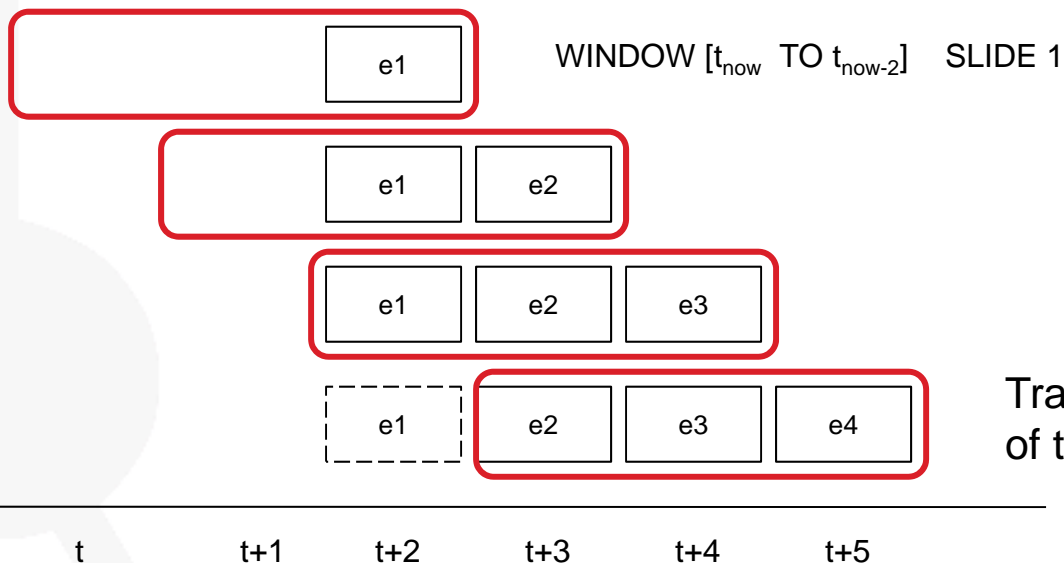 e1 WINDOW [tnow TO tnow-2] SLIDE 1
e1 e2
e1 e2 e3
e1 e2 e3 e4
of t
t t+1 t+2 t+3 t+4 t+5